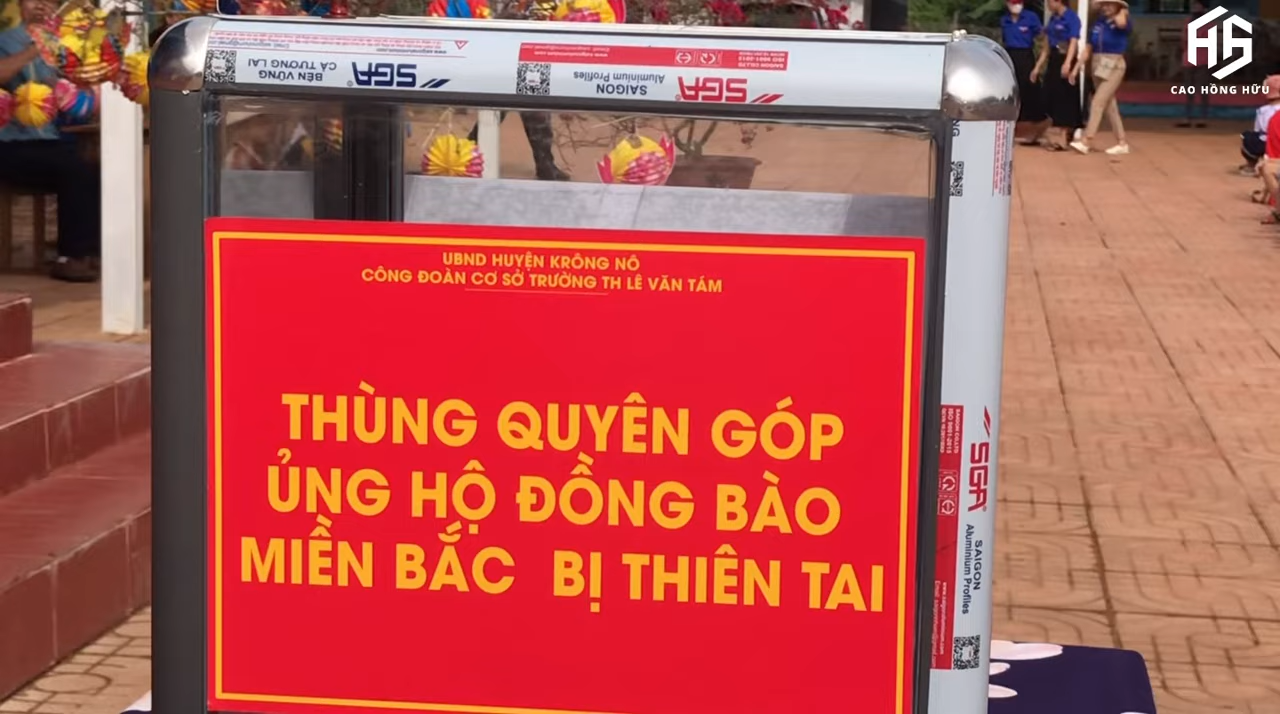 AS
CAO HỒNG HỮU
BỀN VỮNG
CẢ TƯƠNG LAI
SGA
SAIGON
Aluminium Profiles
SGA
UBND HUYỆN KRÔNG NÔ
CÔNG ĐOÀN CƠ SỞ TRƯỜNG TH LÊ VĂN TÁM
THÙNG QUYÊN GÓP
ỦNG HỘ ĐỒNG BÀO
MIỀN BẮC BỊ THIÊN TAI
SGA
SAIGON
Aluminium Profiles